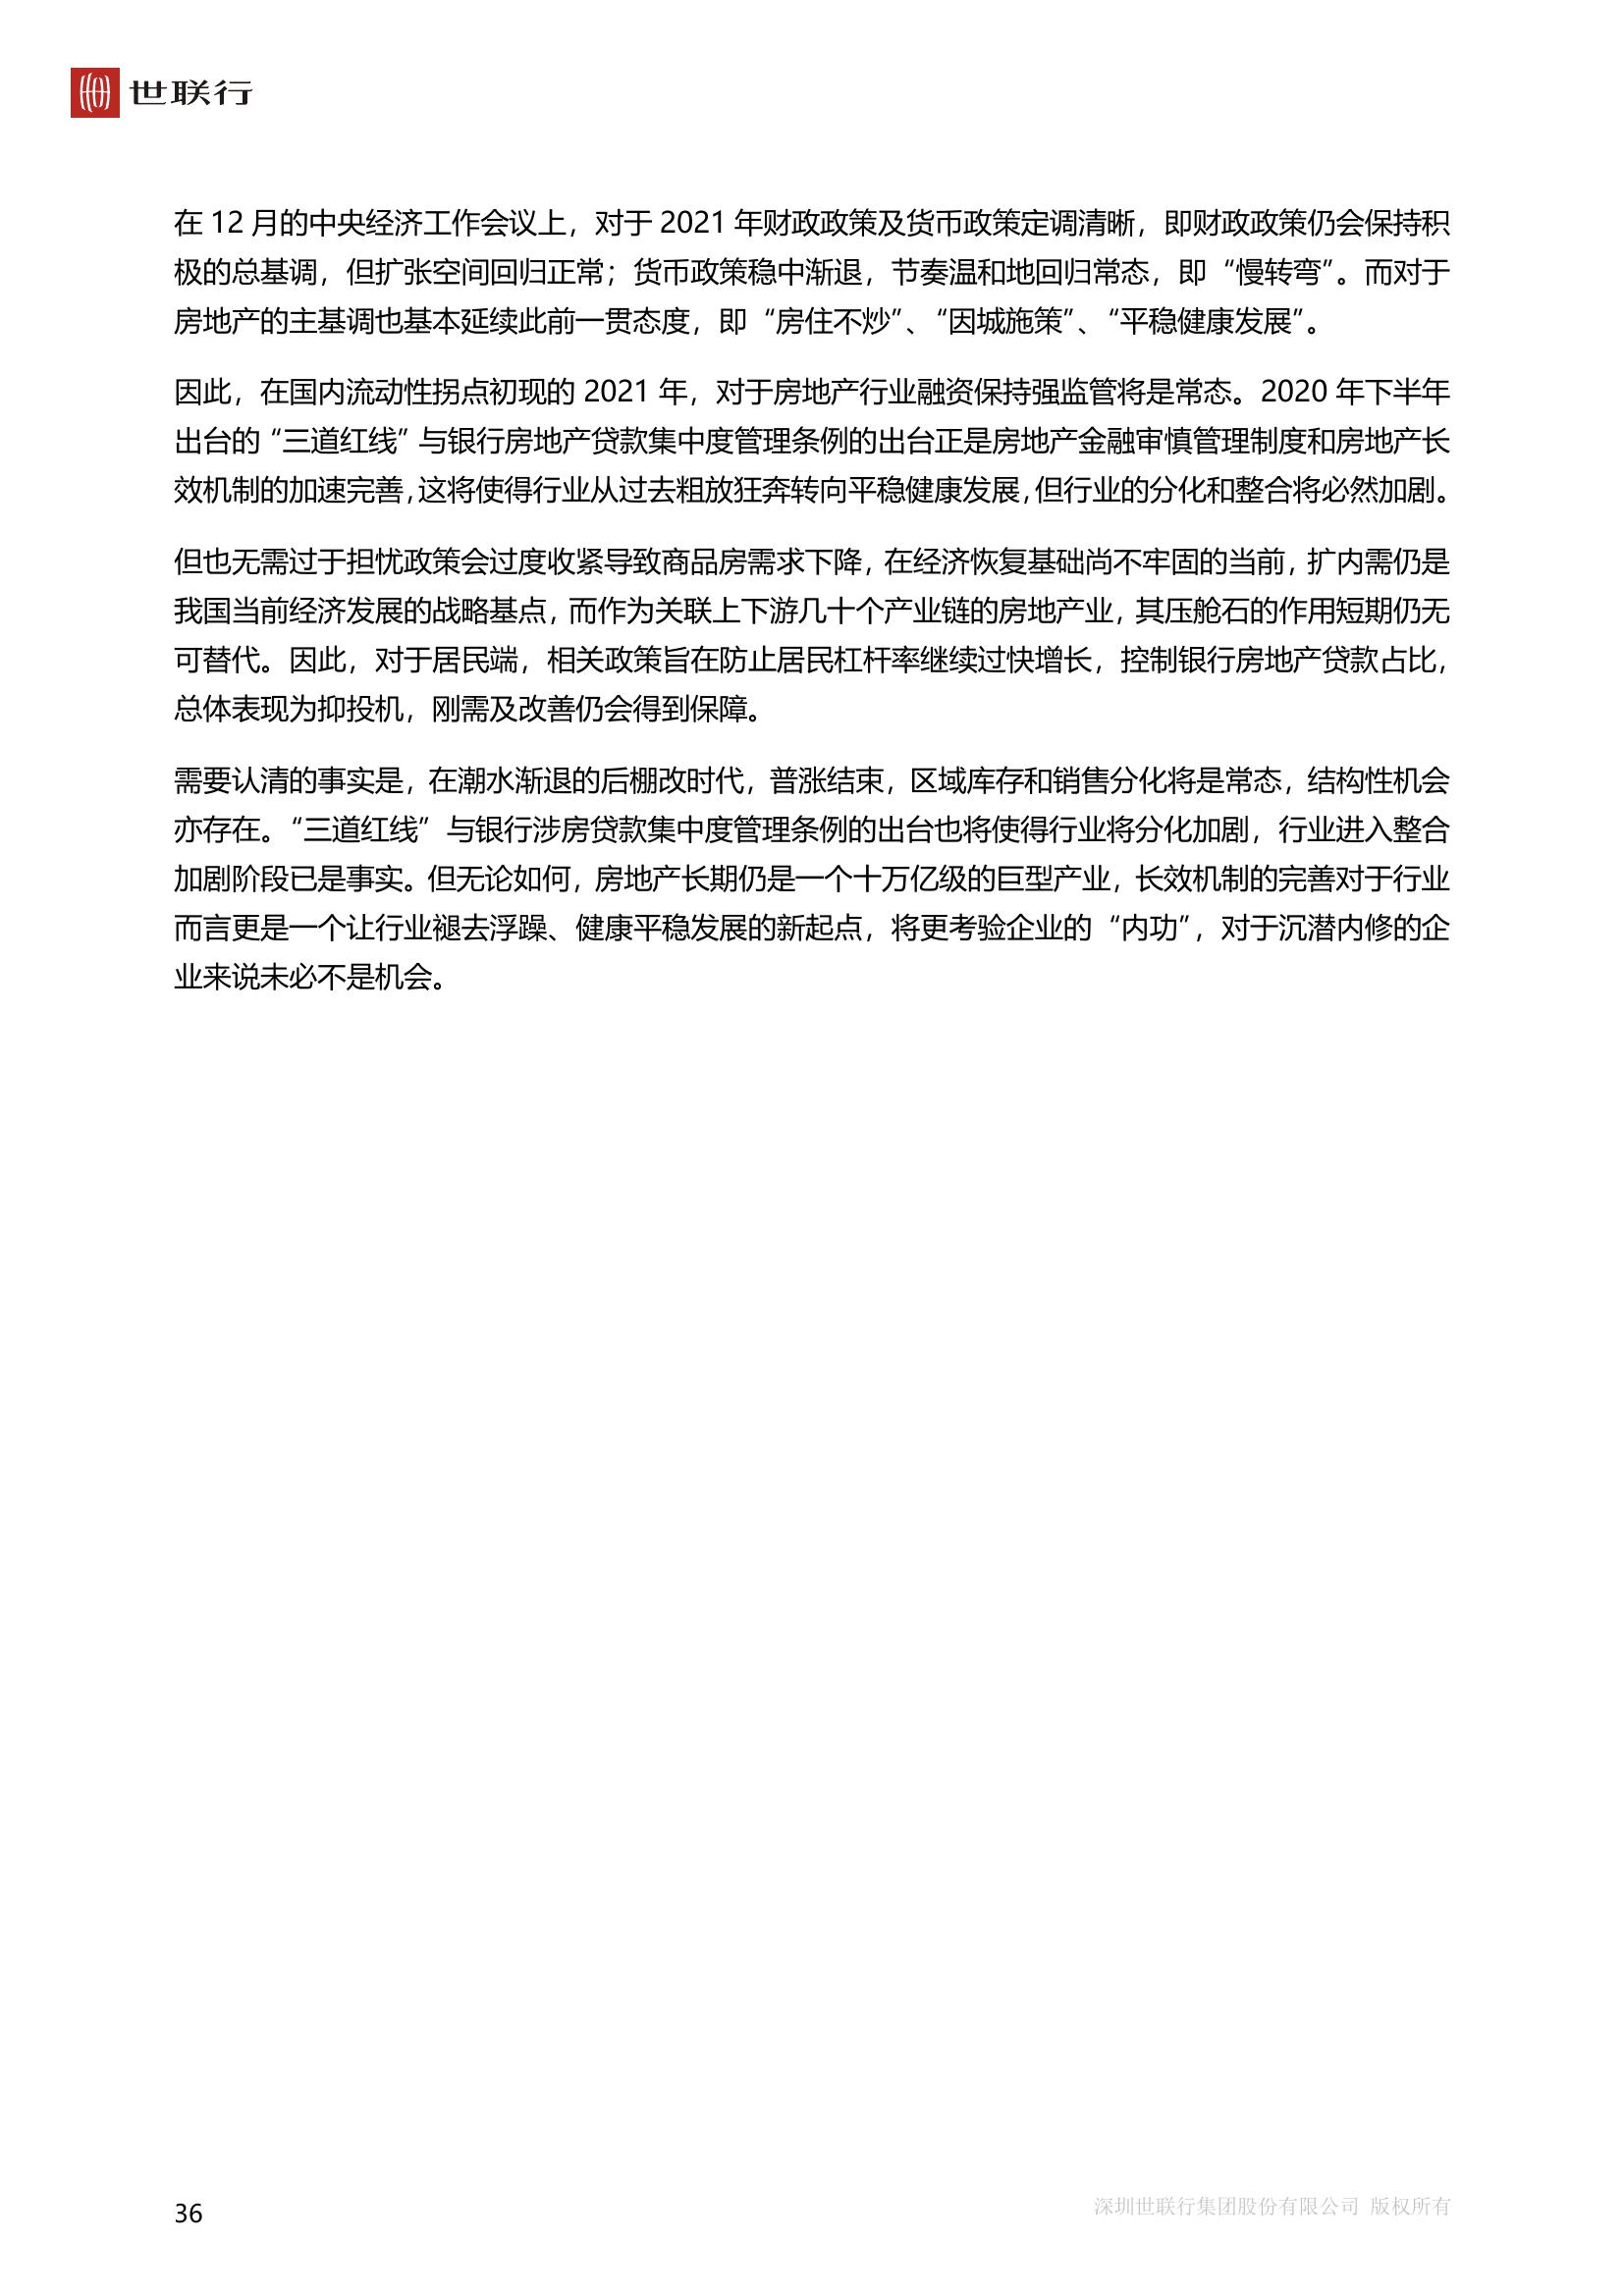 世联行
在 12 月的中央经济工作会议上，对于 2021 年财政政策及货币政策定调清晰，即财政政策仍会保持积
极的总基调，但扩张空间回归正常；货币政策稳中渐退，节奏温和地回归常态，即“慢转弯”。而对于
房地产的主基调也基本延续此前一贯态度，即“房住不炒”、“因城施策”、“平稳健康发展”。
因此，在国内流动性拐点初现的 2021 年，对于房地产行业融资保持强监管将是常态。2020 年下半年
出台的“三道红线”与银行房地产贷款集中度管理条例的出台正是房地产金融审慎管理制度和房地产长
效机制的加速完善，这将使得行业从过去粗放狂奔转向平稳健康发展，但行业的分化和整合将必然加剧。
但也无需过于担忧政策会过度收紧导致商品房需求下降，在经济恢复基础尚不牢固的当前，扩内需仍是
我国当前经济发展的战略基点，而作为关联上下游几十个产业链的房地产业，其压舱石的作用短期仍无
可替代。因此，对于居民端，相关政策旨在防止居民杠杆率继续过快增长，控制银行房地产贷款占比，
总体表现为抑投机，刚需及改善仍会得到保障。
需要认清的事实是，在潮水渐退的后棚改时代，普涨结束，区域库存和销售分化将是常态，结构性机会
亦存在。“三道红线”与银行涉房贷款集中度管理条例的出台也将使得行业将分化加剧，行业进入整合
加剧阶段已是事实。但无论如何，房地产长期仍是一个十万亿级的巨型产业，长效机制的完善对于行业
而言更是一个让行业褪去浮躁、健康平稳发展的新起点，将更考验企业的“内功”，对于沉潜内修的企
业来说未必不是机会。
36
深圳世联行集团股份有限公司 版权所有